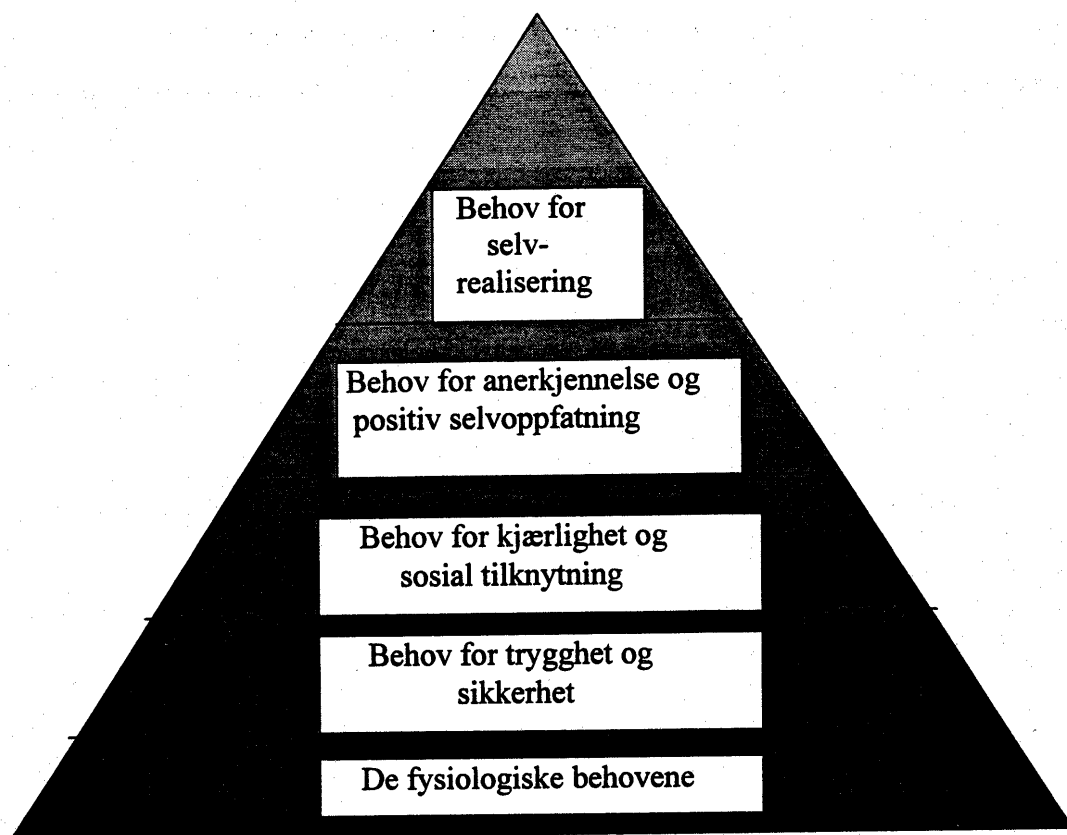 Behov for
selv-
realisering
Behov for anerkjennelse og
positiv selvoppfatning
Behov for kjærlighet og
sosial tilknytning
Behov for trygghet og
sikkerhet
De fysiologiske behovene